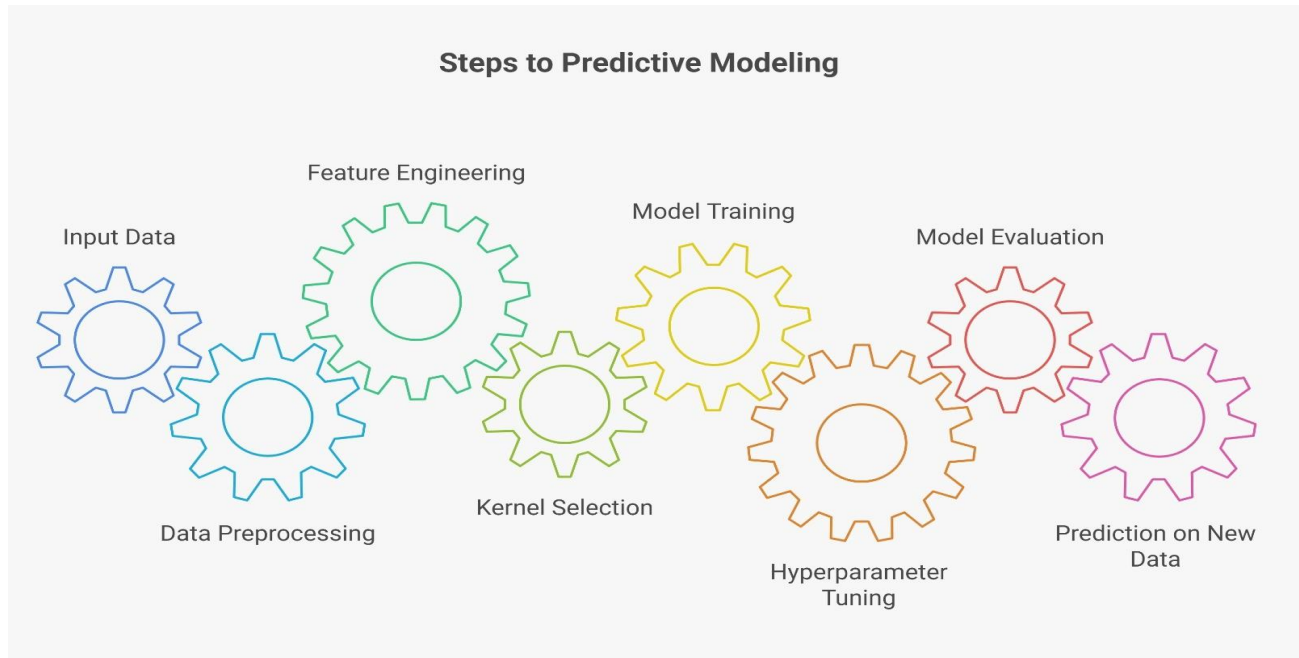 Steps to Predictive Modeling
Input Data
Data Preprocessing
Feature Engineering
Kernel Selection
Model Training
Hyperparameter
Tuning
Model Evaluation
Prediction on New
Data